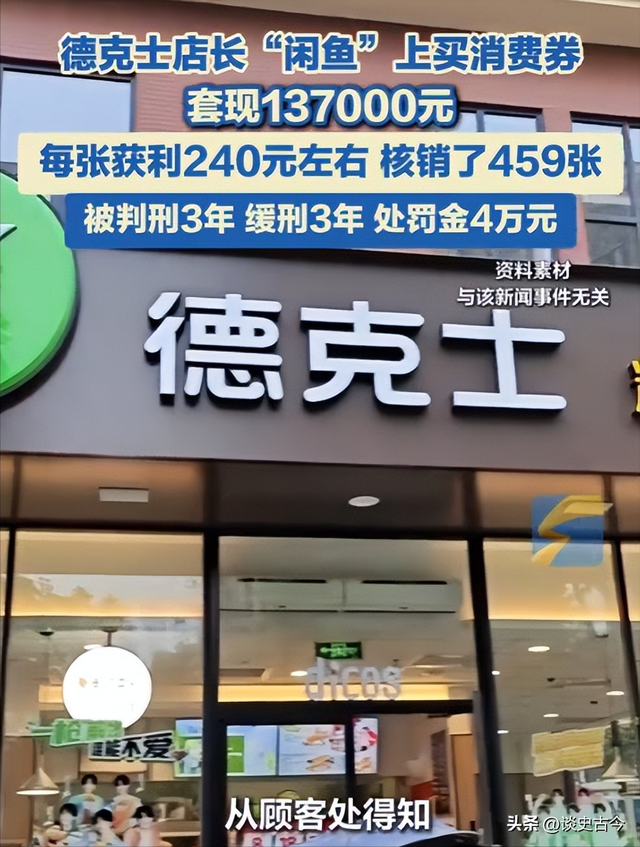 德克士店长“闲鱼”上买消费券
套现137000元
每张获利240元左右 核销了459张
被判刑3年 缓刑3年 处罚金4万元
资料素材
与该新闻事件无关
德克士
dicos
谁能不爱
从顾客处得知
头条 @谈史古今